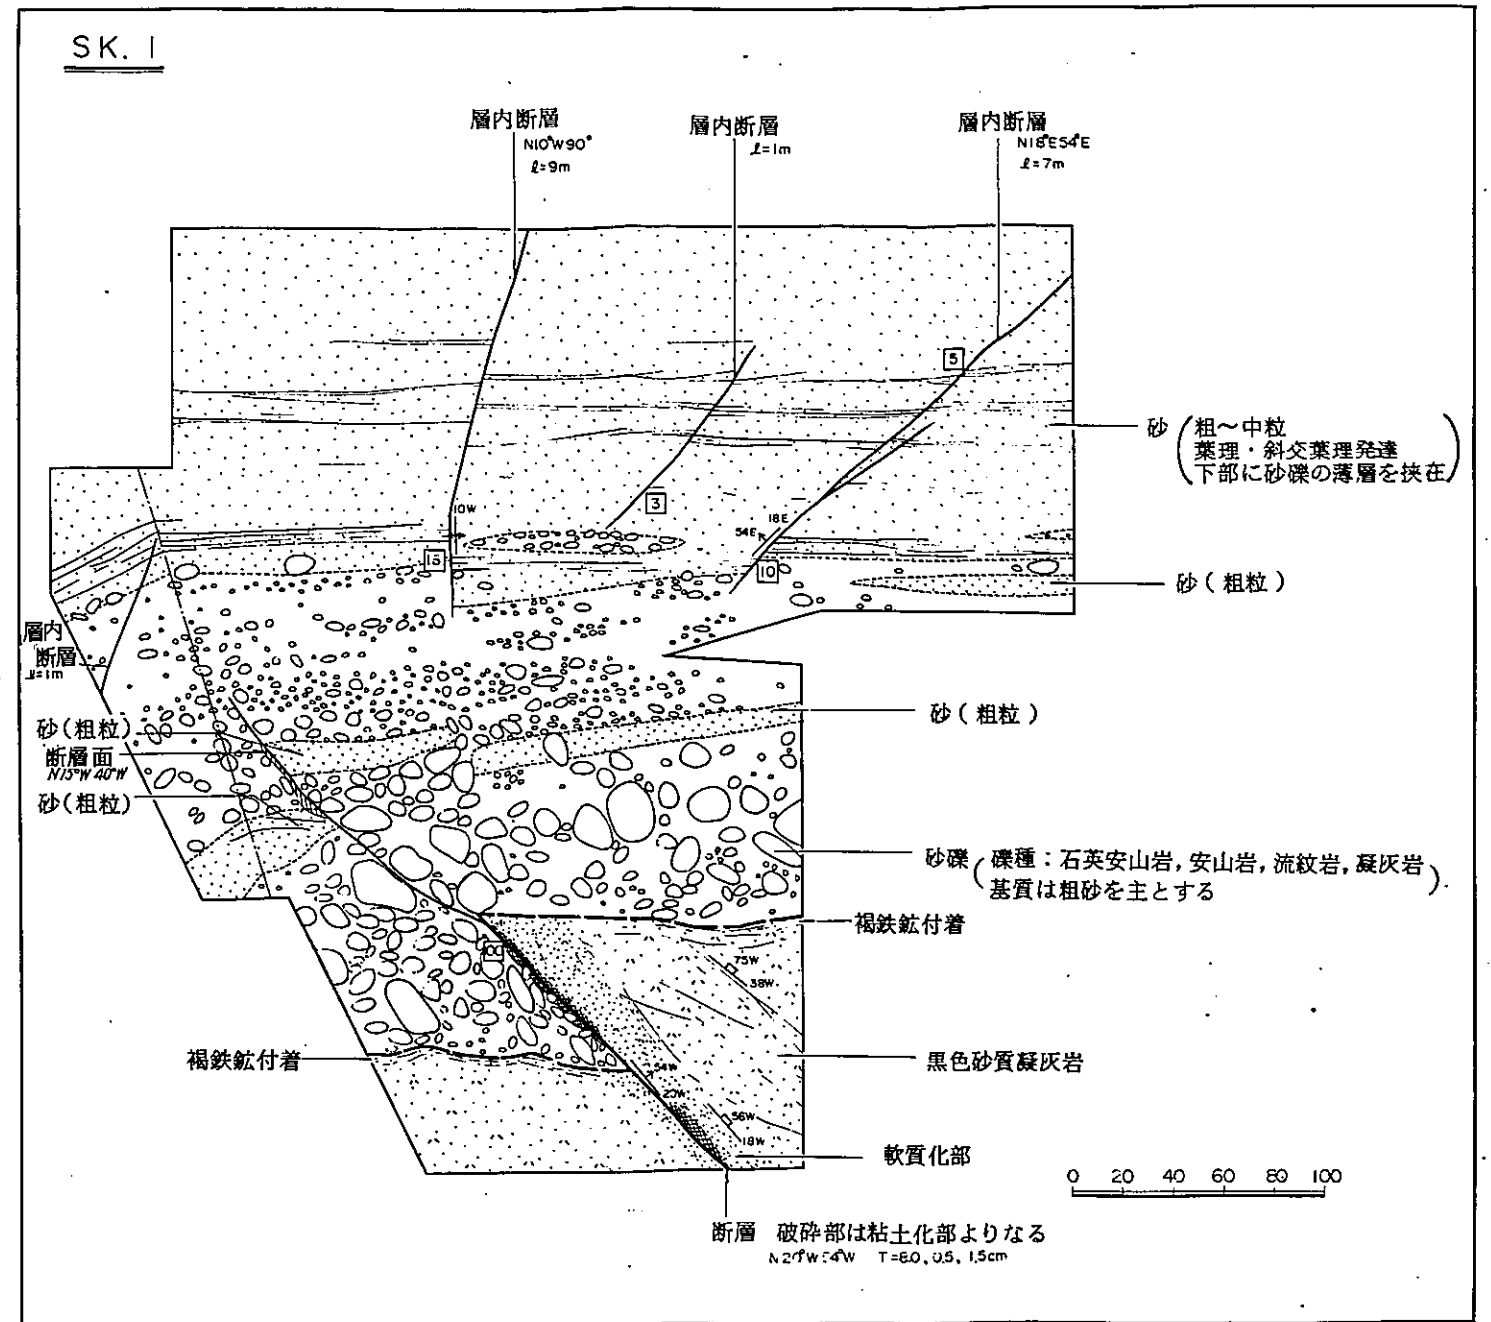 SK. 1
層内断層
N10°W90°
ℓ=9m
層内断層
ℓ=1m
層内断層
N18°E54°E
ℓ=7m
5
砂(粗～中粒
葉理・斜交葉理発達
下部に砂礫の薄層を挟在)
3
10W
18E
54E
15
10
砂(粗粒)
層内
断層
ℓ=1m
砂(粗粒)
砂(粗粒)
断層面
N15°W 40°W
砂(粗粒)
砂礫(礫種：石英安山岩,安山岩,流紋岩,凝灰岩
基質は粗砂を主とする)
褐鉄鉱付着
100
75W
38W
褐鉄鉱付着
黒色砂質凝灰岩
54W
20W
56W
18W
軟質化部
0 20 40 60 80 100
断層 破砕部は粘土化部よりなる
T=8.0, 0.5, 1.5cm